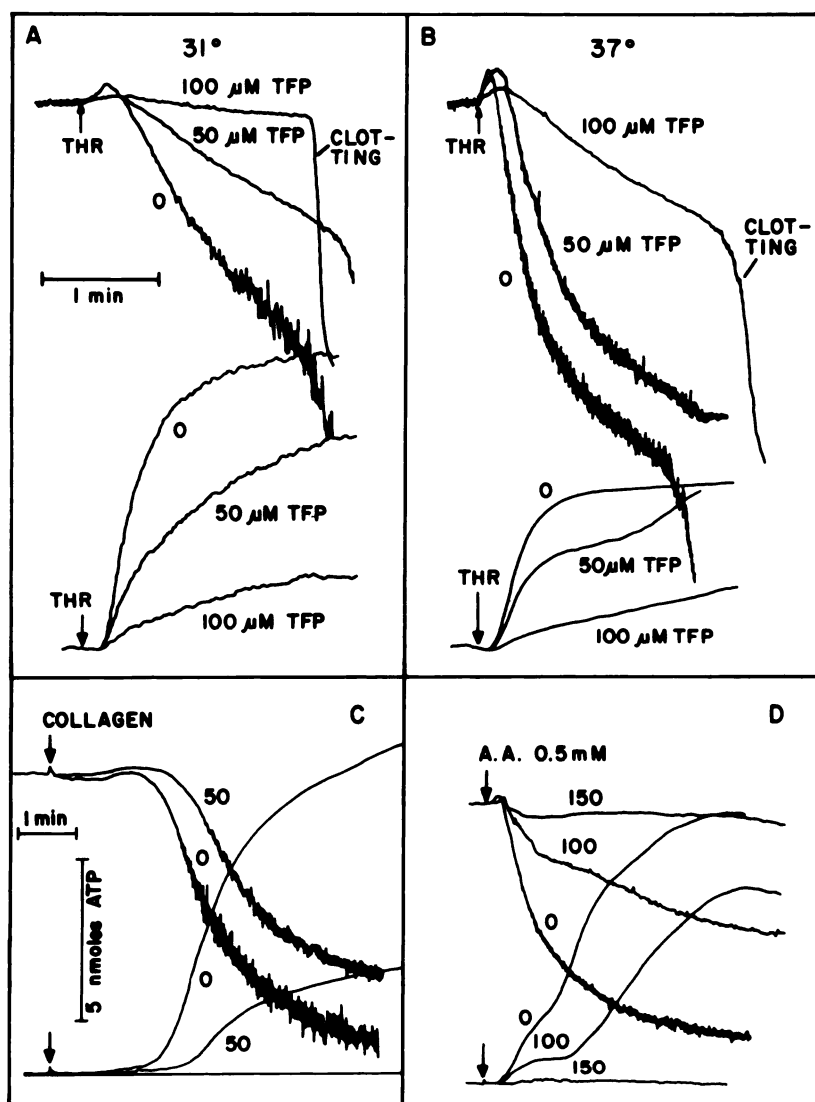 A
31°
100 µM TFP
50 µM TFP
THR
CLOT-
TING
0
1 min
0
50 µM TFP
THR
100 µM TFP
B
37°
100 µM TFP
THR
CLOT-
TING
50 µM TFP
0
0
THR
50µM TFP
100 µM TFP
C
COLLAGEN
50
1 min
0
5 nmoles ATP
0
50
D
A.A. 0.5mM
150
100
0
0
100
150